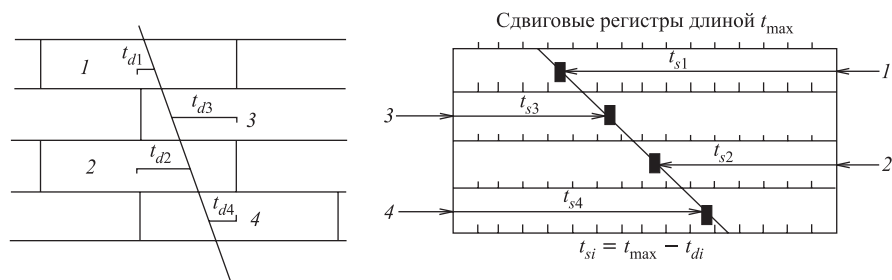 Сдвиговые регистры длиной t_max
1 t_d1
t_d3 3
2 t_d2
t_d4 4
t_s1 1
3 t_s3
t_s2 2
4 t_s4
t_si = t_max − t_di